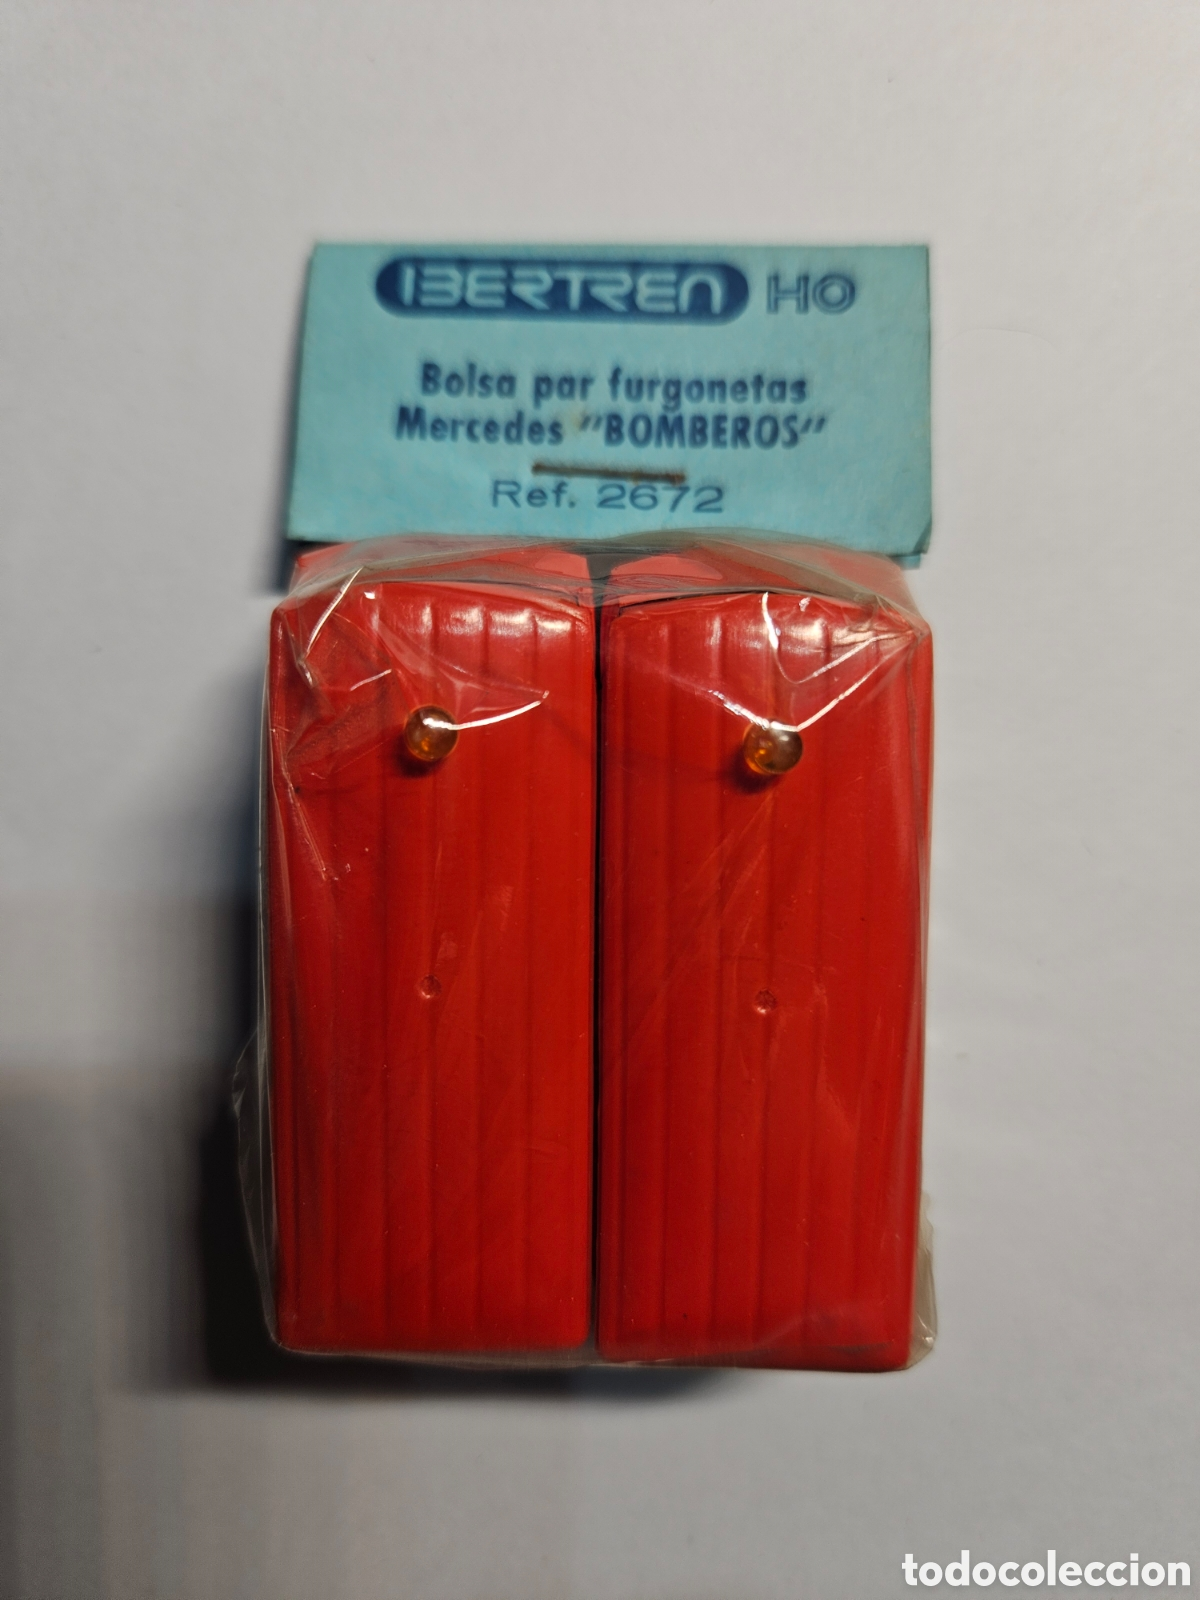 IBERTREN HO
Bolsa par furgonetas
Mercedes "BOMBEROS"
Ref. 2672
todocoleccion